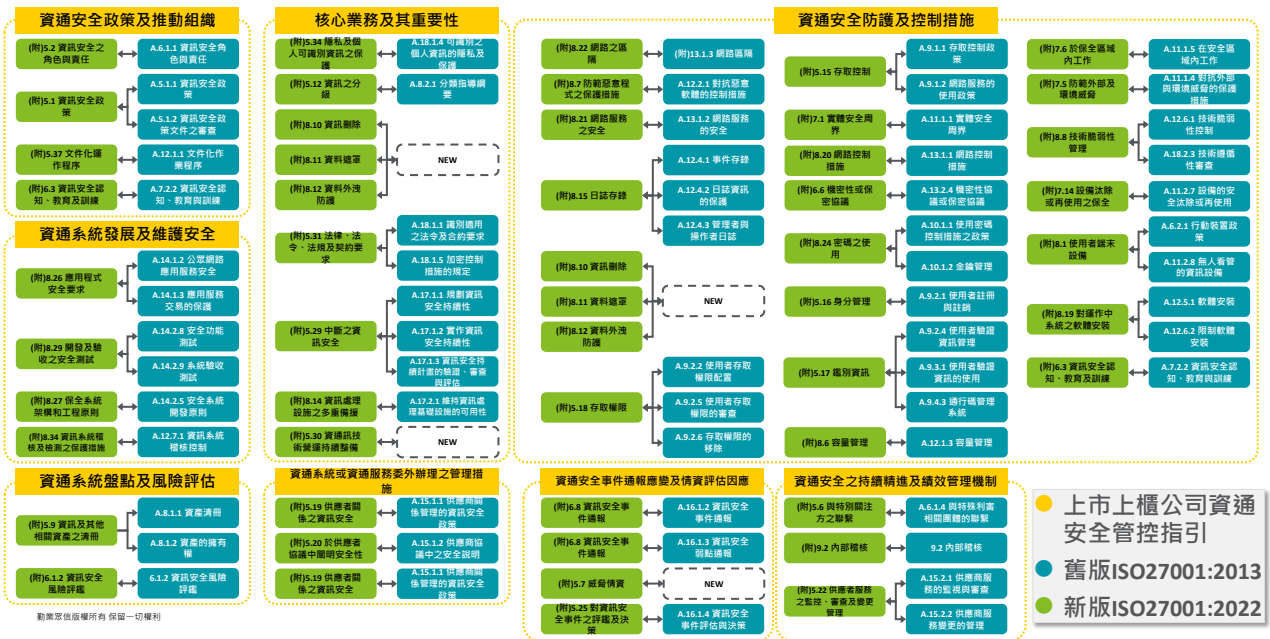 資通安全政策及推動組織
(附)5.2 資訊安全之
角色與責任
A.6.1.1 資訊安全角
色與責任
(附)5.1 資訊安全政
策
A.5.1.1 資訊安全政
策
A.5.1.2 資訊安全政
策文件之審查
(附)5.37 文件化運
作程序
A.12.1.1 文件化作
業程序
(附)6.3 資訊安全認
知、教育及訓練
A.7.2.2 資訊安全認
知、教育與訓練
資通系統發展及維護安全
(附)8.26 應用程式
安全要求
A.14.1.2 公眾網路
應用服務安全
A.14.1.3 應用服務
交易的保護
(附)8.29 開發及驗
收之安全測試
A.14.2.8 安全功能
測試
A.14.2.9 系統驗收
測試
(附)8.27 保全系統
架構和工程原則
A.14.2.5 安全系統
開發原則
(附)8.34 資訊系統稽
核及檢測之保護措施
A.12.7.1 資訊系統
稽核控制
資通系統盤點及風險評估
(附)5.9 資訊及其他
相關資產之清冊
A.8.1.1 資產清冊
A.8.1.2 資產的擁有
權
(附)6.1.2 資訊安全
風險評鑑
6.1.2 資訊安全風險
評鑑
勤業眾信版權所有 保留一切權利
核心業務及其重要性
(附)5.34 隱私及個
人可識別資訊之保
護
A.18.1.4 可識別之
個人資訊的隱私及
保護
(附)5.12 資訊之分
級
A.8.2.1 分類指導綱
要
(附)8.10 資訊刪除
(附)8.11 資料遮罩
(附)8.12 資料外洩
防護
NEW
(附)5.31 法律、法
令、法規及契約要
求
A.18.1.1 識別適用
之法令及合約要求
A.18.1.5 加密控制
措施的規定
(附)5.29 中斷之資
訊安全
A.17.1.1 規劃資訊
安全持續性
A.17.1.2 實作資訊
安全持續性
A.17.1.3 資訊安全持
續計畫的驗證、審查
與評估
(附)8.14 資訊處理
設施之多重備援
A.17.2.1 維持資訊處
理基礎設施的可用性
(附)5.30 資通訊技
術營運持續整備
NEW
資通系統或資通服務委外辦理之管理措
施
(附)5.19 供應者關
係之資訊安全
A.15.1.1 供應商關
係管理的資訊安全
政策
(附)5.20 於供應者
協議中闡明安全性
A.15.1.2 供應商協
議中之安全說明
(附)5.19 供應者關
係之資訊安全
A.15.1.1 供應商關
係管理的資訊安全
政策
資通安全防護及控制措施
(附)8.22 網路之區
隔
(附)13.1.3 網路區隔
(附)8.7 防範惡意程
式之保護措施
A.12.2.1 對抗惡意
軟體的控制措施
(附)8.21 網路服務
之安全
A.13.1.2 網路服務
的安全
(附)8.15 日誌存錄
A.12.4.1 事件存錄
A.12.4.2 日誌資訊
的保護
A.12.4.3 管理者與
操作者日誌
(附)8.10 資訊刪除
(附)8.11 資料遮罩
(附)8.12 資料外洩
防護
NEW
(附)5.18 存取權限
A.9.2.2 使用者存取
權限配置
A.9.2.5 使用者存取
權限的審查
A.9.2.6 存取權限的
移除
(附)5.15 存取控制
A.9.1.1 存取控制政
策
A.9.1.2 網路服務的
使用政策
(附)7.1 實體安全周
界
A.11.1.1 實體安全
周界
(附)8.20 網路控制
措施
A.13.1.1 網路控制
措施
(附)6.6 機密性或保
密協議
A.13.2.4 機密性協
議或保密協議
(附)8.24 密碼之使
用
A.10.1.1 使用密碼
控制措施之政策
A.10.1.2 金鑰管理
(附)5.16 身分管理
A.9.2.1 使用者註冊
與註銷
(附)5.17 鑑別資訊
A.9.2.4 使用者驗證
資訊管理
A.9.3.1 使用者驗證
資訊的使用
A.9.4.3 通行碼管理
系統
(附)8.6 容量管理
A.12.1.3 容量管理
(附)7.6 於保全區域
內工作
A.11.1.5 在安全區
域內工作
(附)7.5 防範外部及
環境威脅
A.11.1.4 對抗外部
與環境威脅的保護
措施
(附)8.8 技術脆弱性
管理
A.12.6.1 技術脆弱
性控制
A.18.2.3 技術遵循
性審查
(附)7.14 設備汰除
或再使用之保全
A.11.2.7 設備的安
全汰除或再使用
(附)8.1 使用者端末
設備
A.6.2.1 行動裝置政
策
A.11.2.8 無人看管
的資訊設備
(附)8.19 對運作中
系統之軟體安裝
A.12.5.1 軟體安裝
A.12.6.2 限制軟體
安裝
(附)6.3 資訊安全認
知、教育及訓練
A.7.2.2 資訊安全認
知、教育與訓練
資通安全事件通報應變及情資評估因應
(附)6.8 資訊安全事
件通報
A.16.1.2 資訊安全
事件通報
(附)6.8 資訊安全事
件通報
A.16.1.3 資訊安全
弱點通報
(附)5.7 威脅情資
NEW
(附)5.25 對資訊安
全事件之評鑑及決
策
A.16.1.4 資訊安全
事件評估與決策
資通安全之持續精進及績效管理機制
(附)5.6 與特別關注
方之聯繫
A.6.1.4 與特殊利害
相關團體的聯繫
(附)9.2 內部稽核
9.2 內部稽核
(附)5.22 供應者服務
之監控、審查及變更
管理
A.15.2.1 供應商服
務的監視與審查
A.15.2.2 供應商服
務變更的管理
上市上櫃公司資通
安全管控指引
舊版ISO27001:2013
新版ISO27001:2022